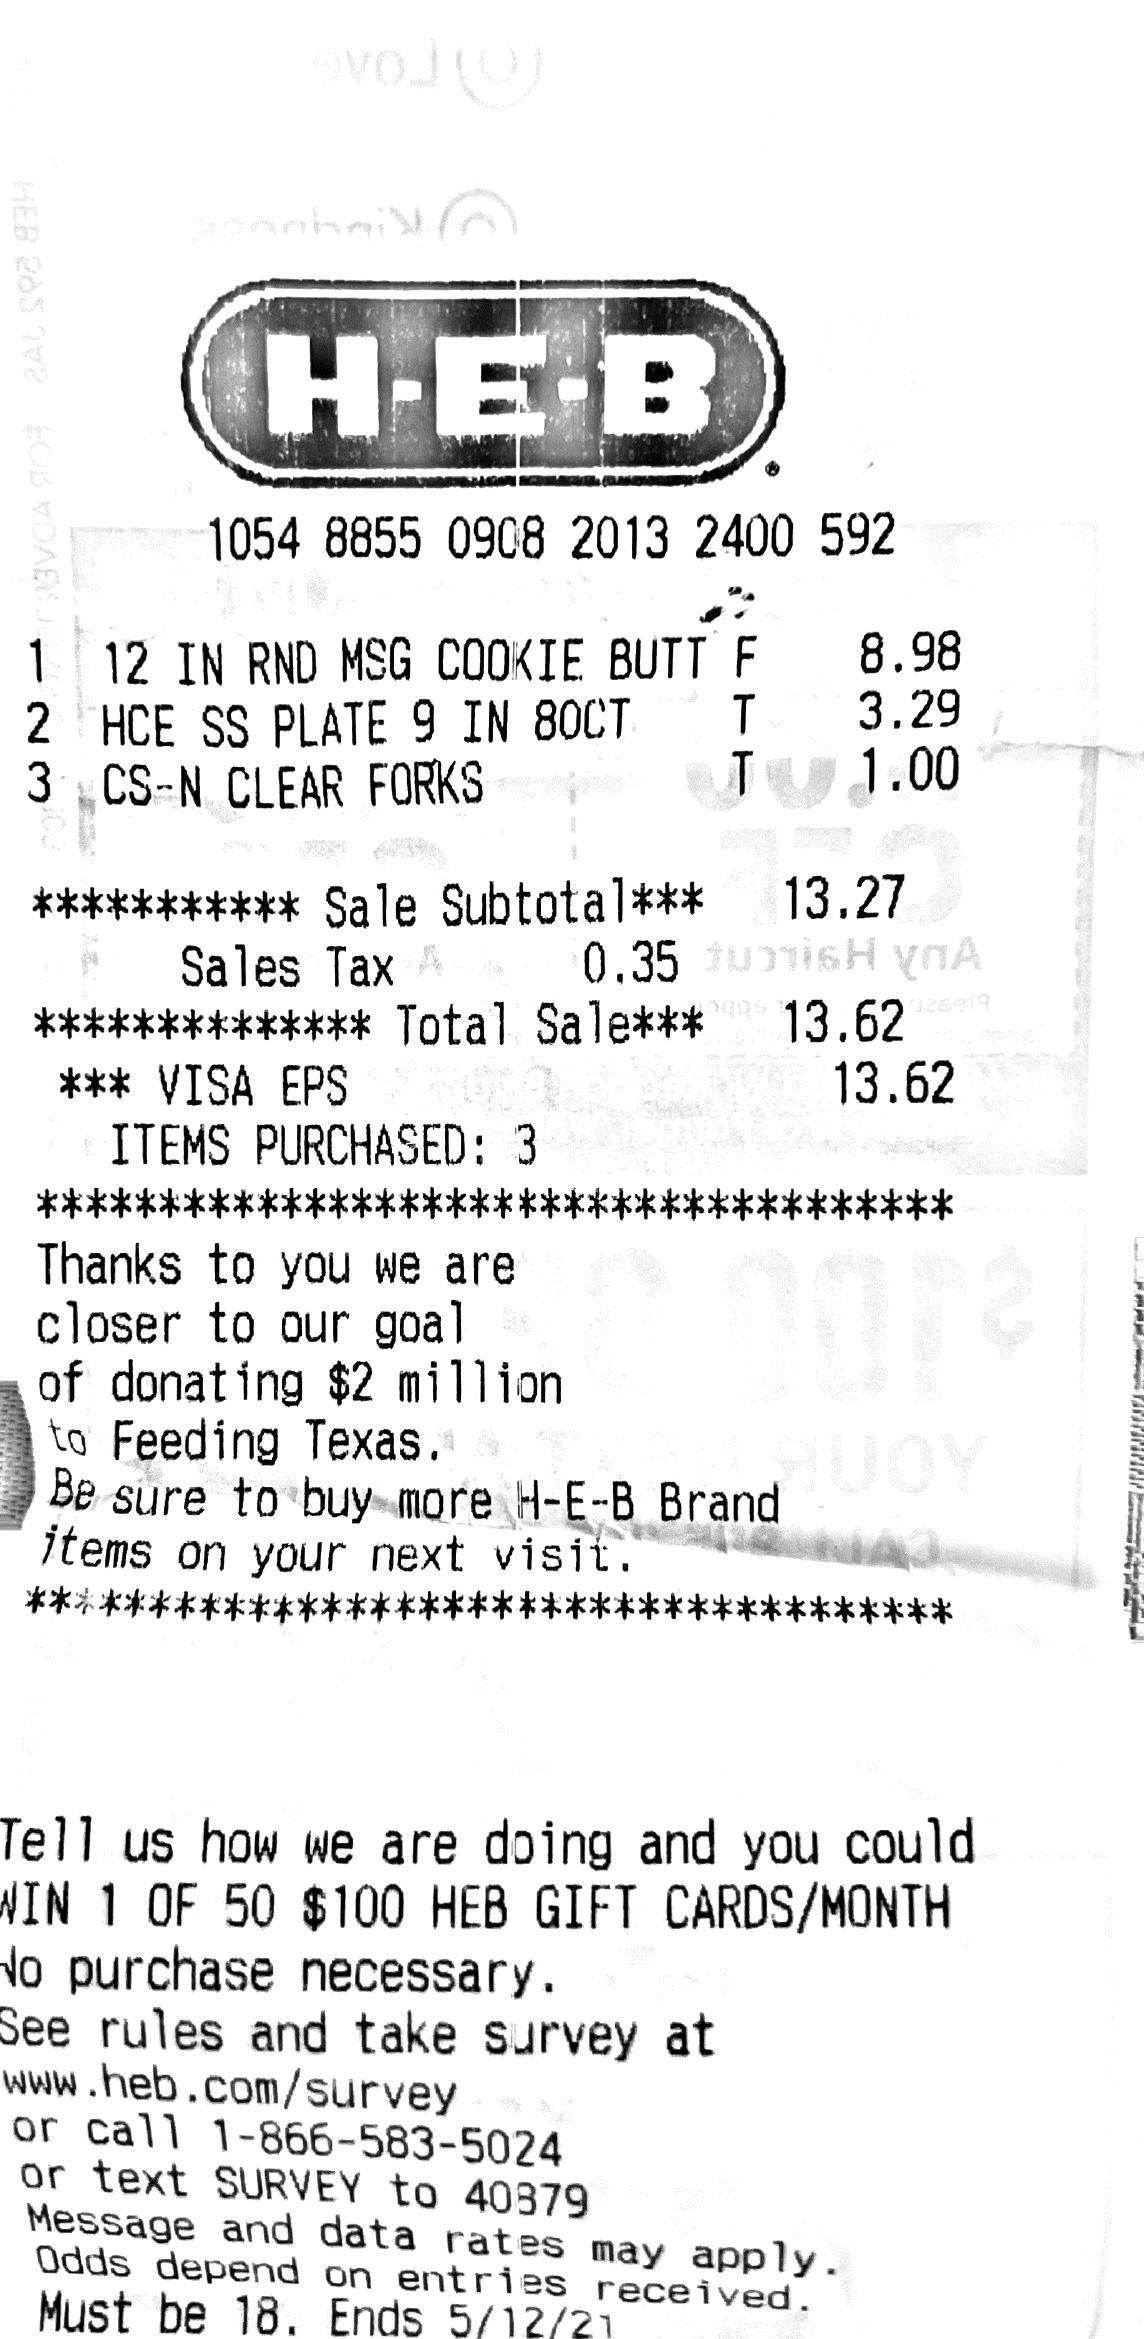 H-E-B®
1054 8855 0908 2013 2400 592
1 12 IN RND MSG COOKIE BUTT F 8.98
2 HCE SS PLATE 9 IN 80CT T 3.29
3 CS-N CLEAR FORKS T 1.00
*********** Sale Subtotal*** 13.27
Sales Tax 0.35
************** Total Sale*** 13.62
*** VISA EPS 13.62
ITEMS PURCHASED: 3
**************************************
Thanks to you we are
closer to our goal
of donating $2 million
to Feeding Texas.
Be sure to buy more H-E-B Brand
items on your next visit.
**************************************
Tell us how we are doing and you could
WIN 1 OF 50 $100 HEB GIFT CARDS/MONTH
No purchase necessary.
See rules and take survey at
www.heb.com/survey
or call 1-866-583-5024
or text SURVEY to 40879
Message and data rates may apply.
Odds depend on entries received.
Must be 18. Ends 5/12/21